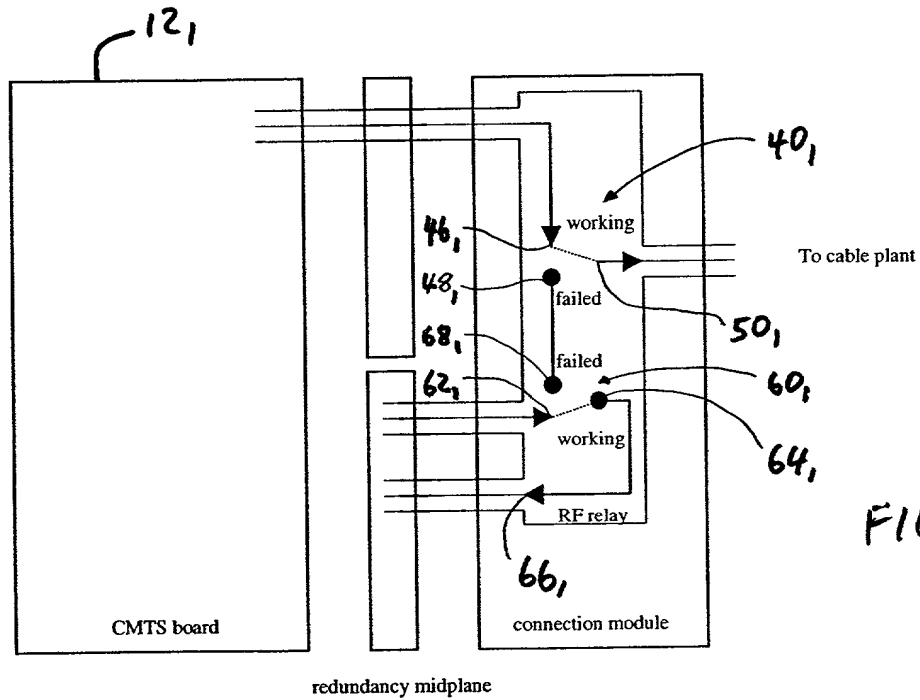 12₁
40₁
working
46₁
To cable plant
48₁
failed
50₁
68₁
failed
60₁
62₁
working
64₁
RF relay
66₁
CMTS board
connection module
redundancy midplane